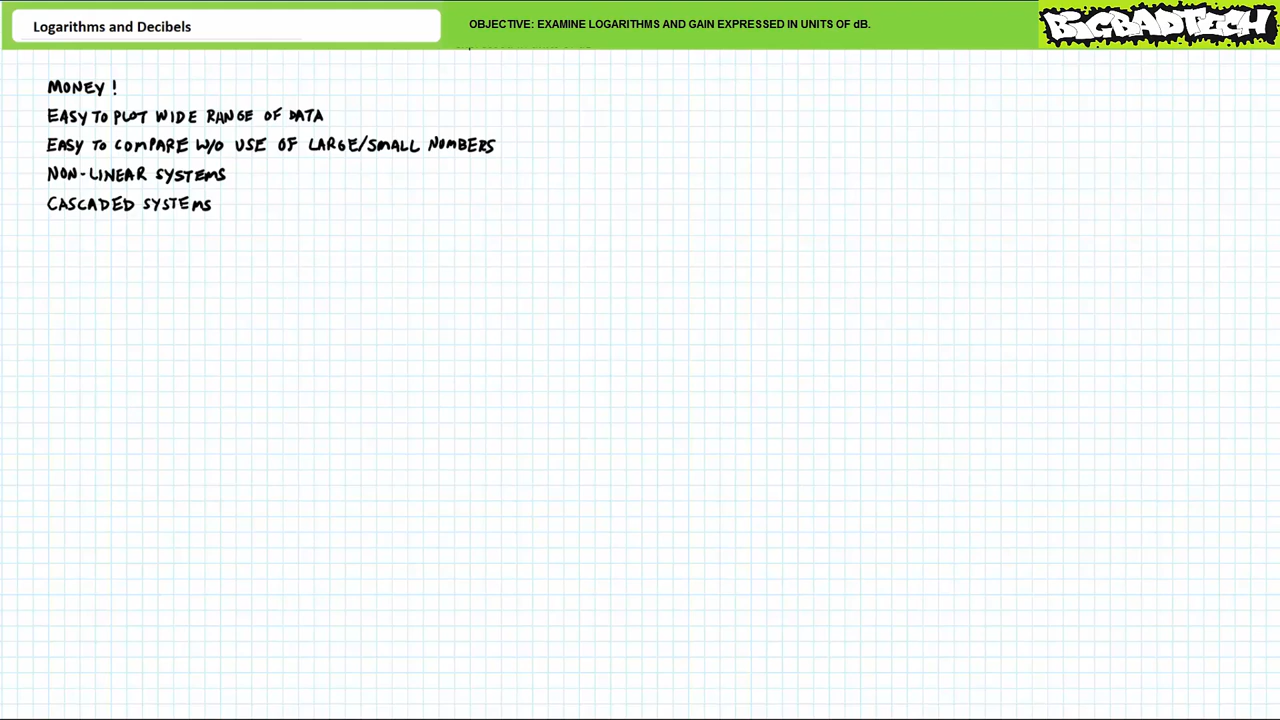 Logarithms and Decibels
OBJECTIVE: EXAMINE LOGARITHMS AND GAIN EXPRESSED IN UNITS OF dB.
BIGBADTECH
MONEY!
EASY TO PLOT WIDE RANGE OF DATA
EASY TO COMPARE W/O USE OF LARGE/SMALL NUMBERS
NON-LINEAR SYSTEMS
CASCADED SYSTEMS